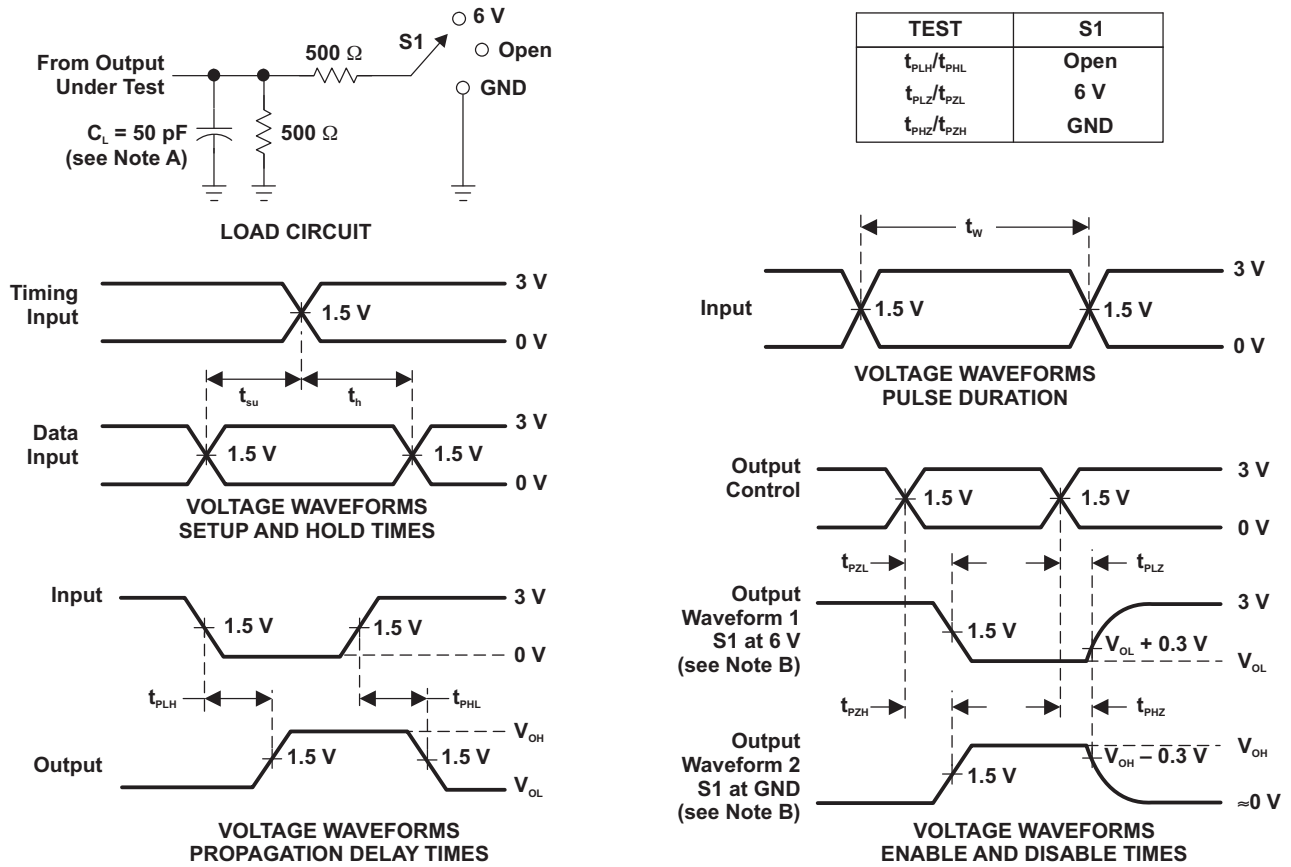 6 V
S1
Open
500 Ω
From Output
Under Test
GND
C_L = 50 pF
(see Note A)
500 Ω
LOAD CIRCUIT
TEST S1
t_PLH/t_PHL Open
t_PLZ/t_PZL 6 V
t_PHZ/t_PZH GND
Timing
Input
3 V
1.5 V
0 V
t_su
t_h
Data
Input
3 V
1.5 V
1.5 V
0 V
VOLTAGE WAVEFORMS
SETUP AND HOLD TIMES
t_w
Input
3 V
1.5 V
1.5 V
0 V
VOLTAGE WAVEFORMS
PULSE DURATION
Input
3 V
1.5 V
1.5 V
0 V
t_PLH
t_PHL
Output
V_OH
1.5 V
1.5 V
V_OL
VOLTAGE WAVEFORMS
PROPAGATION DELAY TIMES
Output
Control
3 V
1.5 V
1.5 V
0 V
t_PZL
t_PLZ
Output
Waveform 1
S1 at 6 V
(see Note B)
3 V
1.5 V
V_OL + 0.3 V
V_OL
t_PZH
t_PHZ
Output
Waveform 2
S1 at GND
(see Note B)
V_OH
1.5 V
V_OH – 0.3 V
≈0 V
VOLTAGE WAVEFORMS
ENABLE AND DISABLE TIMES